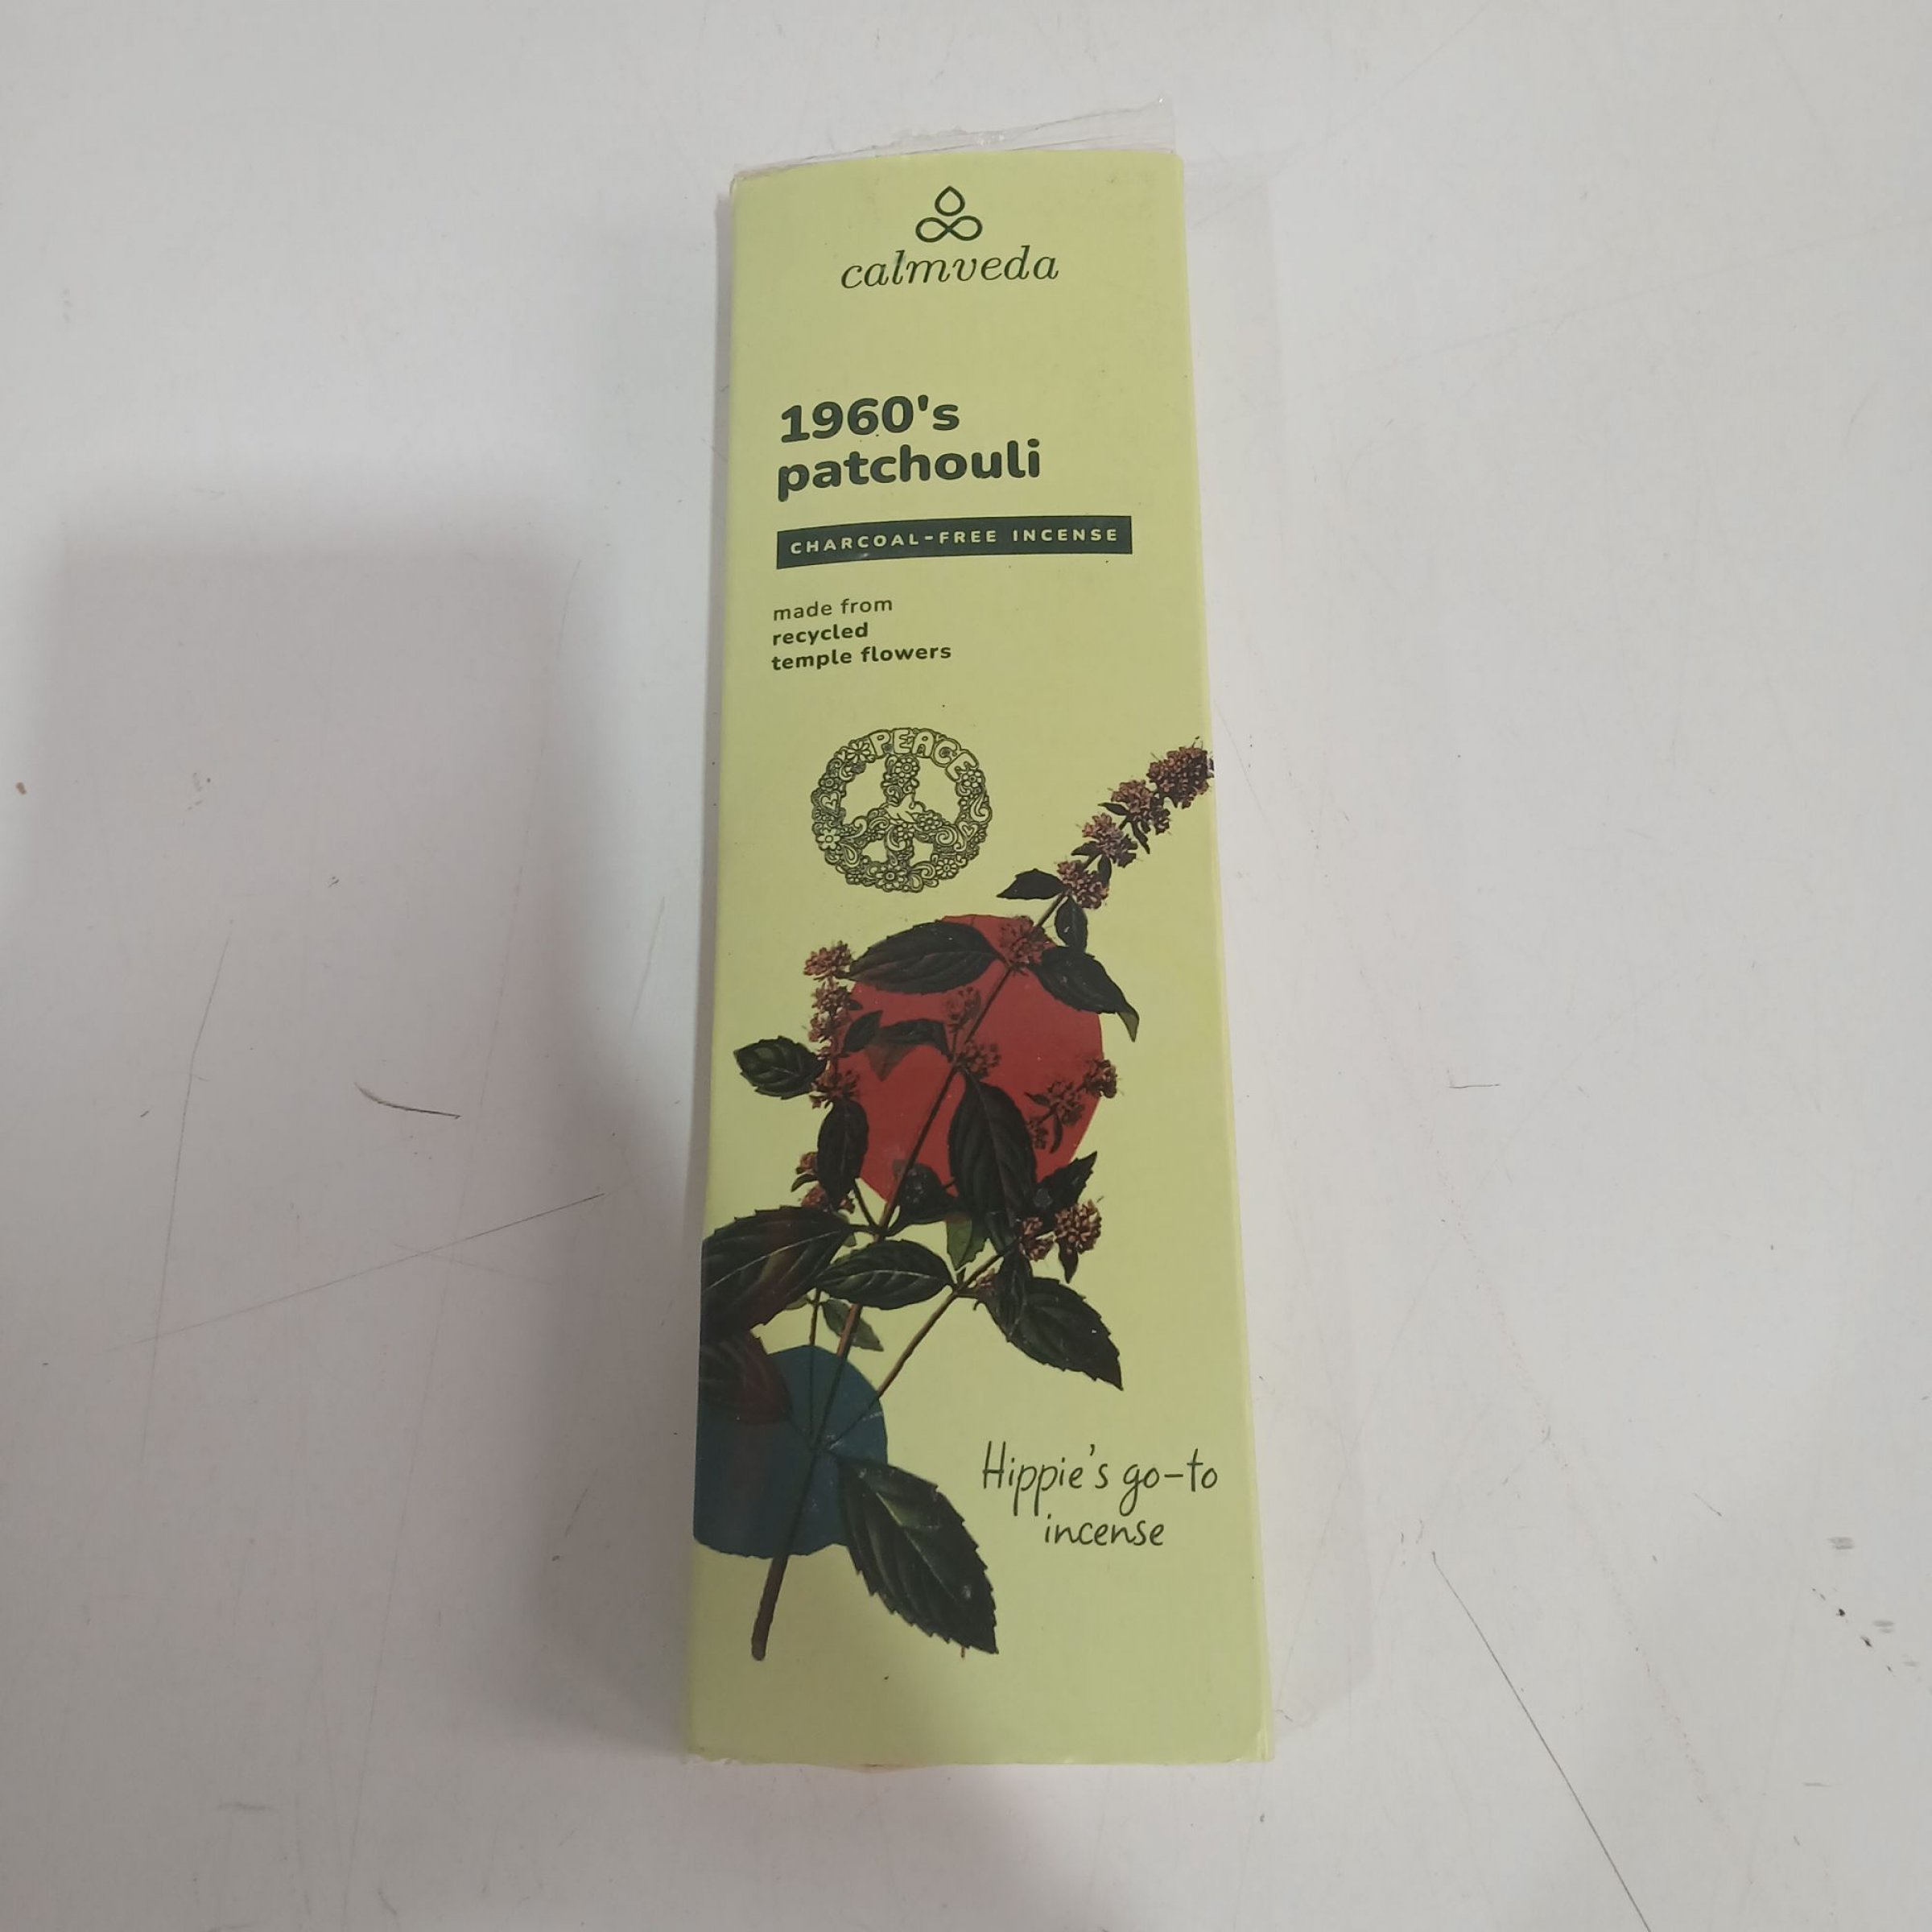 calmveda
1960's
patchouli
CHARCOAL-FREE INCENSE
made from
recycled
temple flowers
PEACE
Hippie's go-to
incense